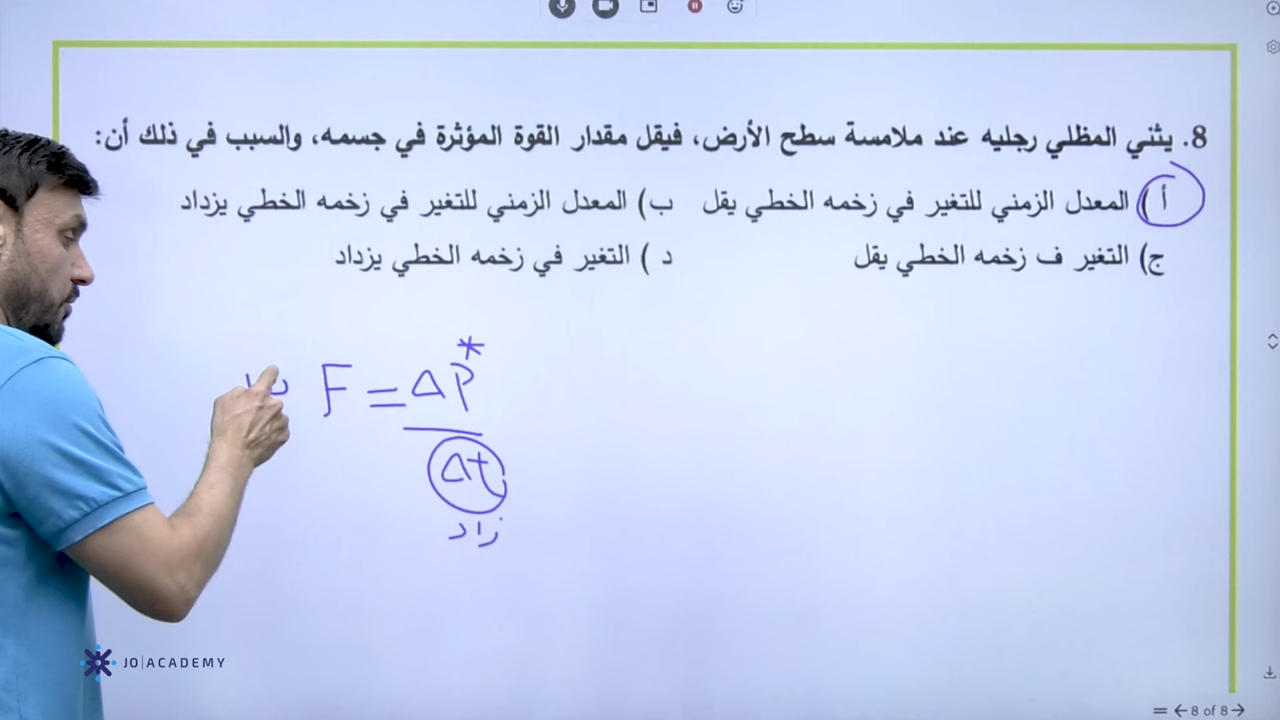 8. يثني المظلي رجليه عند ملامسة سطح الأرض، فيقل مقدار القوة المؤثرة في جسمه، والسبب في ذلك أن:
أ) المعدل الزمني للتغير في زخمه الخطي يقل ب) المعدل الزمني للتغير في زخمه الخطي يزداد
ج) التغير ف زخمه الخطي يقل د ) التغير في زخمه الخطي يزداد
*
F = ΔP
Δt
زاد
JO|ACADEMY
8 of 8